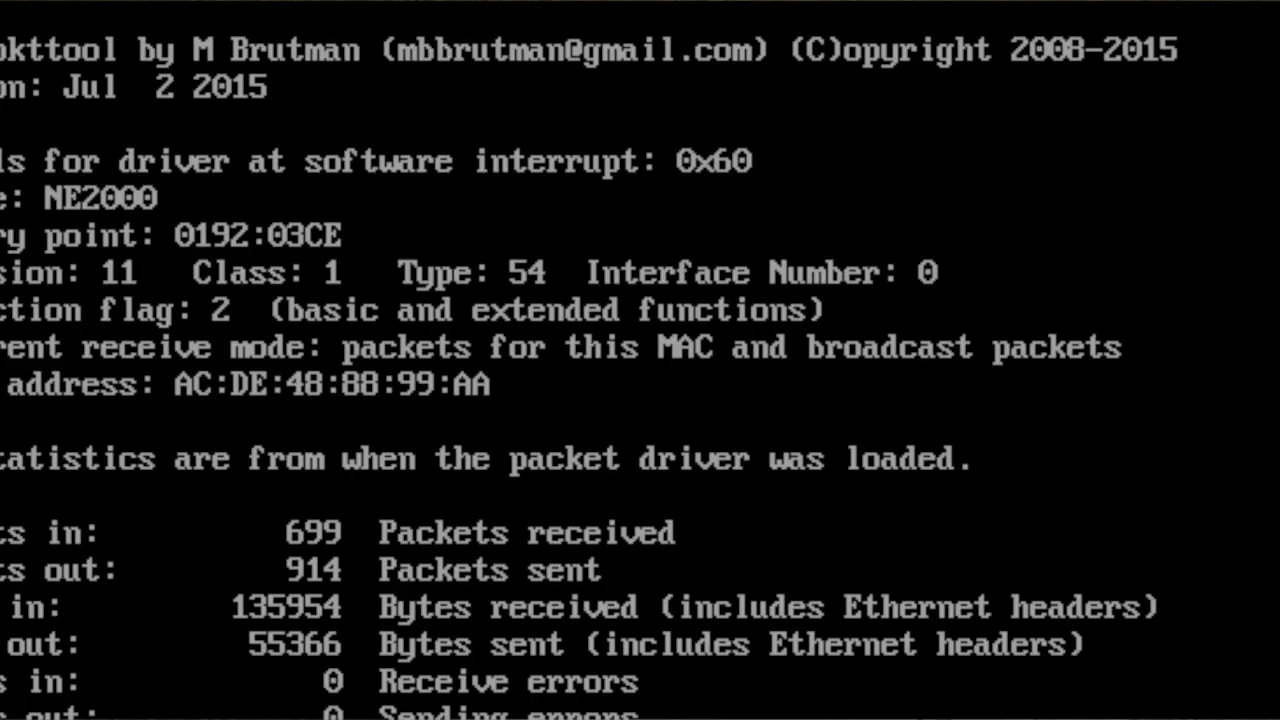 pkttool by M Brutman (mbbrutman@gmail.com) (C)opyright 2008-2015
on: Jul  2 2015
ls for driver at software interrupt: 0x60
e: NE2000
ry point: 0192:03CE
sion: 11   Class: 1   Type: 54  Interface Number: 0
ction flag: 2  (basic and extended functions)
rent receive mode: packets for this MAC and broadcast packets
address: AC:DE:48:88:99:AA
tatistics are from when the packet driver was loaded.
ts in:          699  Packets received
ts out:         914  Packets sent
in:         135954  Bytes received (includes Ethernet headers)
out:          55366  Bytes sent (includes Ethernet headers)
s in:             0  Receive errors
s out:            0  Sending errors